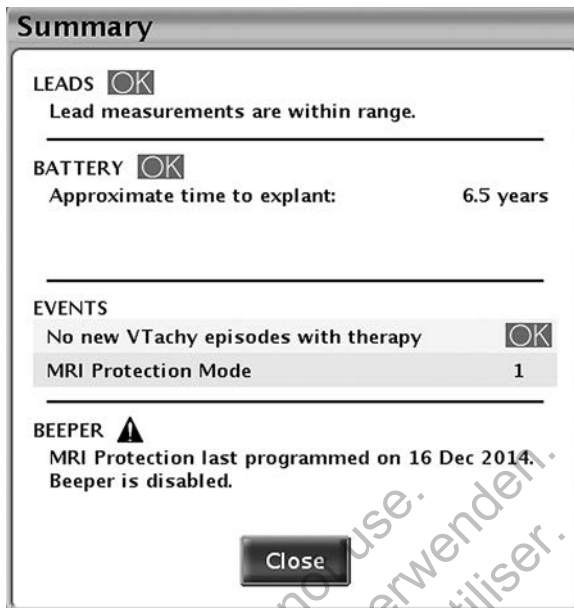 Summary
LEADS OK
Lead measurements are within range.
BATTERY OK
Approximate time to explant: 6.5 years
EVENTS
No new VTachy episodes with therapy OK
MRI Protection Mode 1
BEEPER
MRI Protection last programmed on 16 Dec 2014.
Beeper is disabled.
Close
use.